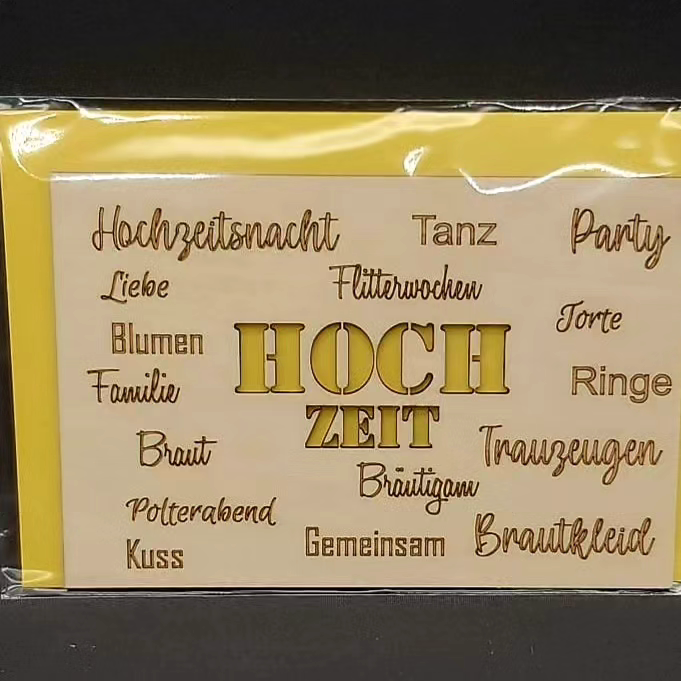 Hochzeitsnacht Tanz Party
Liebe Flitterwochen
Torte
Blumen
HOCH
Familie Ringe
ZEIT
Braut Trauzeugen
Bräutigam
Polterabend
Kuss Gemeinsam Brautkleid